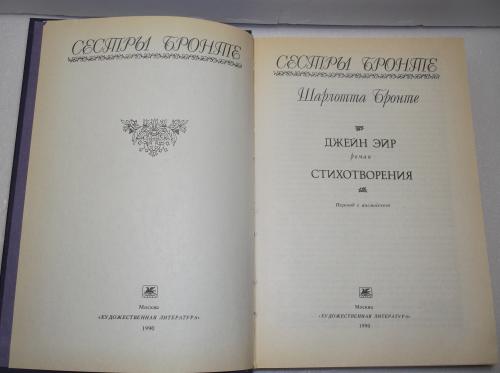 СЕСТРЫ БРОНТЕ
Москва
«ХУДОЖЕСТВЕННАЯ ЛИТЕРАТУРА»
1990
СЕСТРЫ БРОНТЕ
Шарлотта Бронте
ДЖЕЙН ЭЙР
роман
СТИХОТВОРЕНИЯ
Перевод с английского
Москва
«ХУДОЖЕСТВЕННАЯ ЛИТЕРАТУРА»
1990